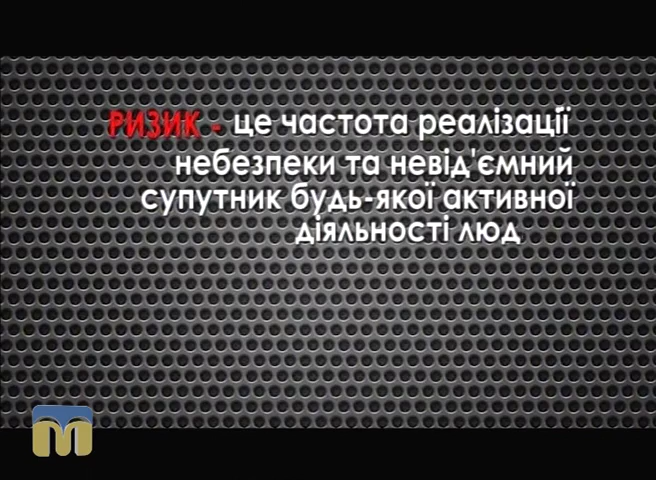 РИЗИК - це частота реалізації
небезпеки та невід'ємний
супутник будь-якої активної
діяльності люд